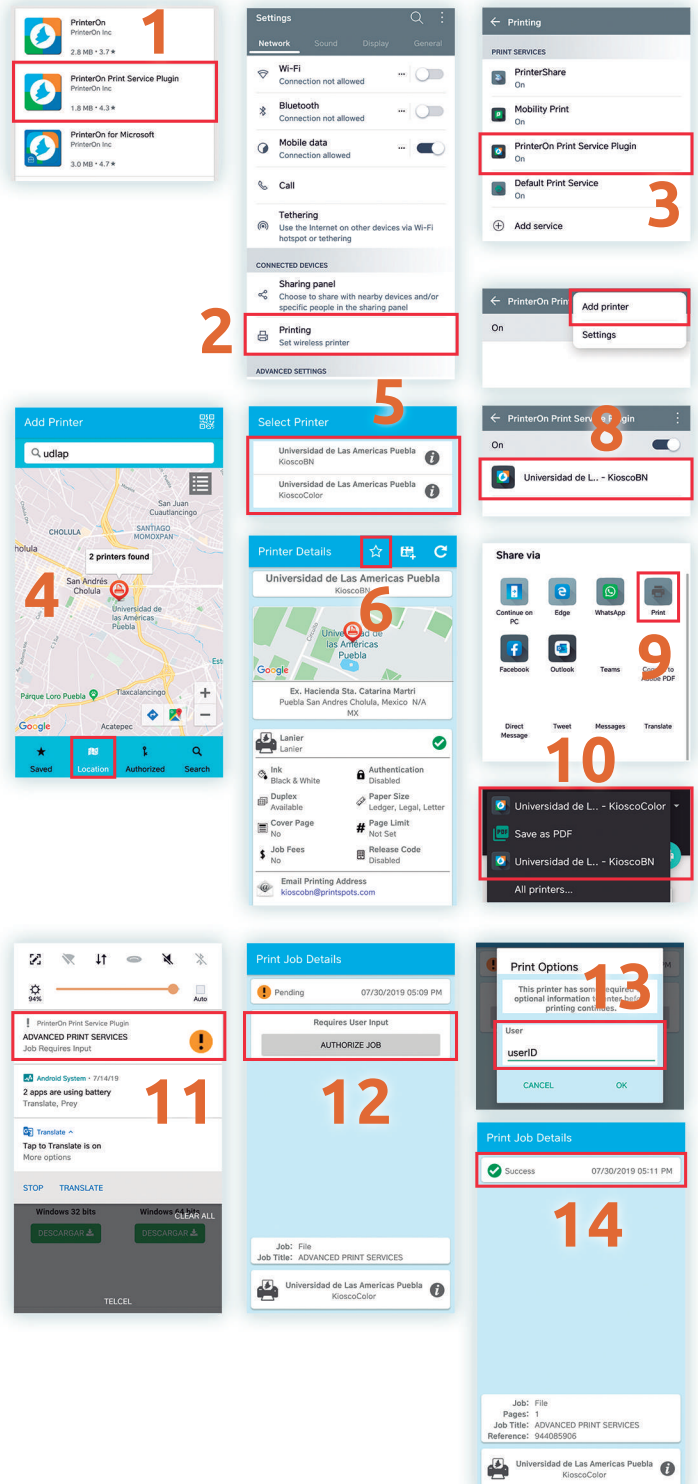 1
PrinterOn
PrinterOn Inc
2.8 MB • 3.7 ★
PrinterOn Print Service Plugin
PrinterOn Inc
1.8 MB • 4.3 ★
PrinterOn for Microsoft
PrinterOn Inc
3.0 MB • 4.7 ★
Settings
Network Sound Display General
Wi-Fi
Connection not allowed
Bluetooth
Connection not allowed
Mobile data
Connection allowed
Call
Tethering
Use the Internet on other devices via Wi-Fi
hotspot or tethering
CONNECTED DEVICES
Sharing panel
Choose to share with nearby devices and/or
specific people in the sharing panel
2
Printing
Set wireless printer
ADVANCED SETTINGS
Printing
PRINT SERVICES
PrinterShare
On
Mobility Print
On
PrinterOn Print Service Plugin
On
Default Print Service
On
3
Add service
PrinterOn Prin
Add printer
On
Settings
Add Printer
udlap
San Juan
Cuautlancingo
CHOLULA
SANTIAGO
MOMOXPAN
holula
2 printers found
San Andrés
Cholula
4
Universidad de
las Américas
Puebla
Est
Parque Loro Puebla
Tlaxcalancingo
+
−
Google
Acatepec
Saved Location Authorized Search
5
Select Printer
Universidad de Las Americas Puebla
KioscoBN
Universidad de Las Americas Puebla
KioscoColor
Printer Details
Universidad de Las Americas Puebla
KioscoBN
6
Circuito
Universidad de
las Américas
Puebla
Google
Ex. Hacienda Sta. Catarina Martri
Puebla San Andres Cholula, Mexico N/A
MX
Lanier
Lanier
Ink
Black & White
Authentication
Disabled
Duplex
Available
Paper Size
Ledger, Legal, Letter
Cover Page
No
# Page Limit
Not Set
$ Job Fees
No
Release Code
Disabled
Email Printing Address
kioscobn@printspots.com
PrinterOn Print Service Plugin
8
On
Universidad de L.. - KioscoBN
Share via
Continue on
PC
Edge
WhatsApp
Print
Facebook
Outlook
Teams
Convert to
Adobe PDF
9
Direct
Message
Tweet
Messages
Translate
10
Universidad de L.. - KioscoColor
PDF Save as PDF
Universidad de L.. - KioscoBN
All printers...
94%
Auto
PrinterOn Print Service Plugin
ADVANCED PRINT SERVICES
Job Requires Input
Android System • 7/14/19
2 apps are using battery
Translate, Prey
11
Translate
Tap to Translate is on
More options
STOP TRANSLATE
Windows 32 bits Windows 64 bits
CLEAR ALL
DESCARGAR DESCARGAR
TELCEL
Print Job Details
Pending 07/30/2019 05:09 PM
Requires User Input
AUTHORIZE JOB
12
Job: File
Job Title: ADVANCED PRINT SERVICES
Universidad de Las Americas Puebla
KioscoColor
Print Options
PM
13
This printer has some required or
optional information to enter before
printing continues.
User
userID
CANCEL OK
Print Job Details
Success 07/30/2019 05:11 PM
14
Job: File
Pages: 1
Job Title: ADVANCED PRINT SERVICES
Reference: 944085906
Universidad de Las Americas Puebla
KioscoColor